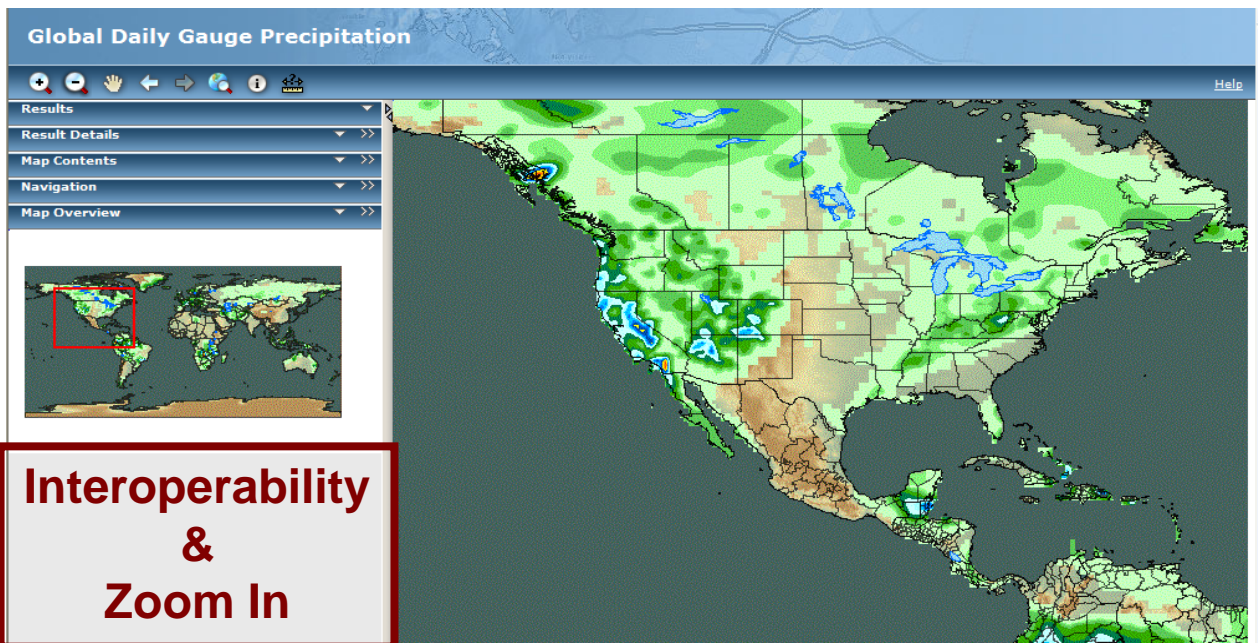 Global Daily Gauge Precipitation
Help
Results
Result Details
Map Contents
Navigation
Map Overview
Interoperability
&
Zoom In